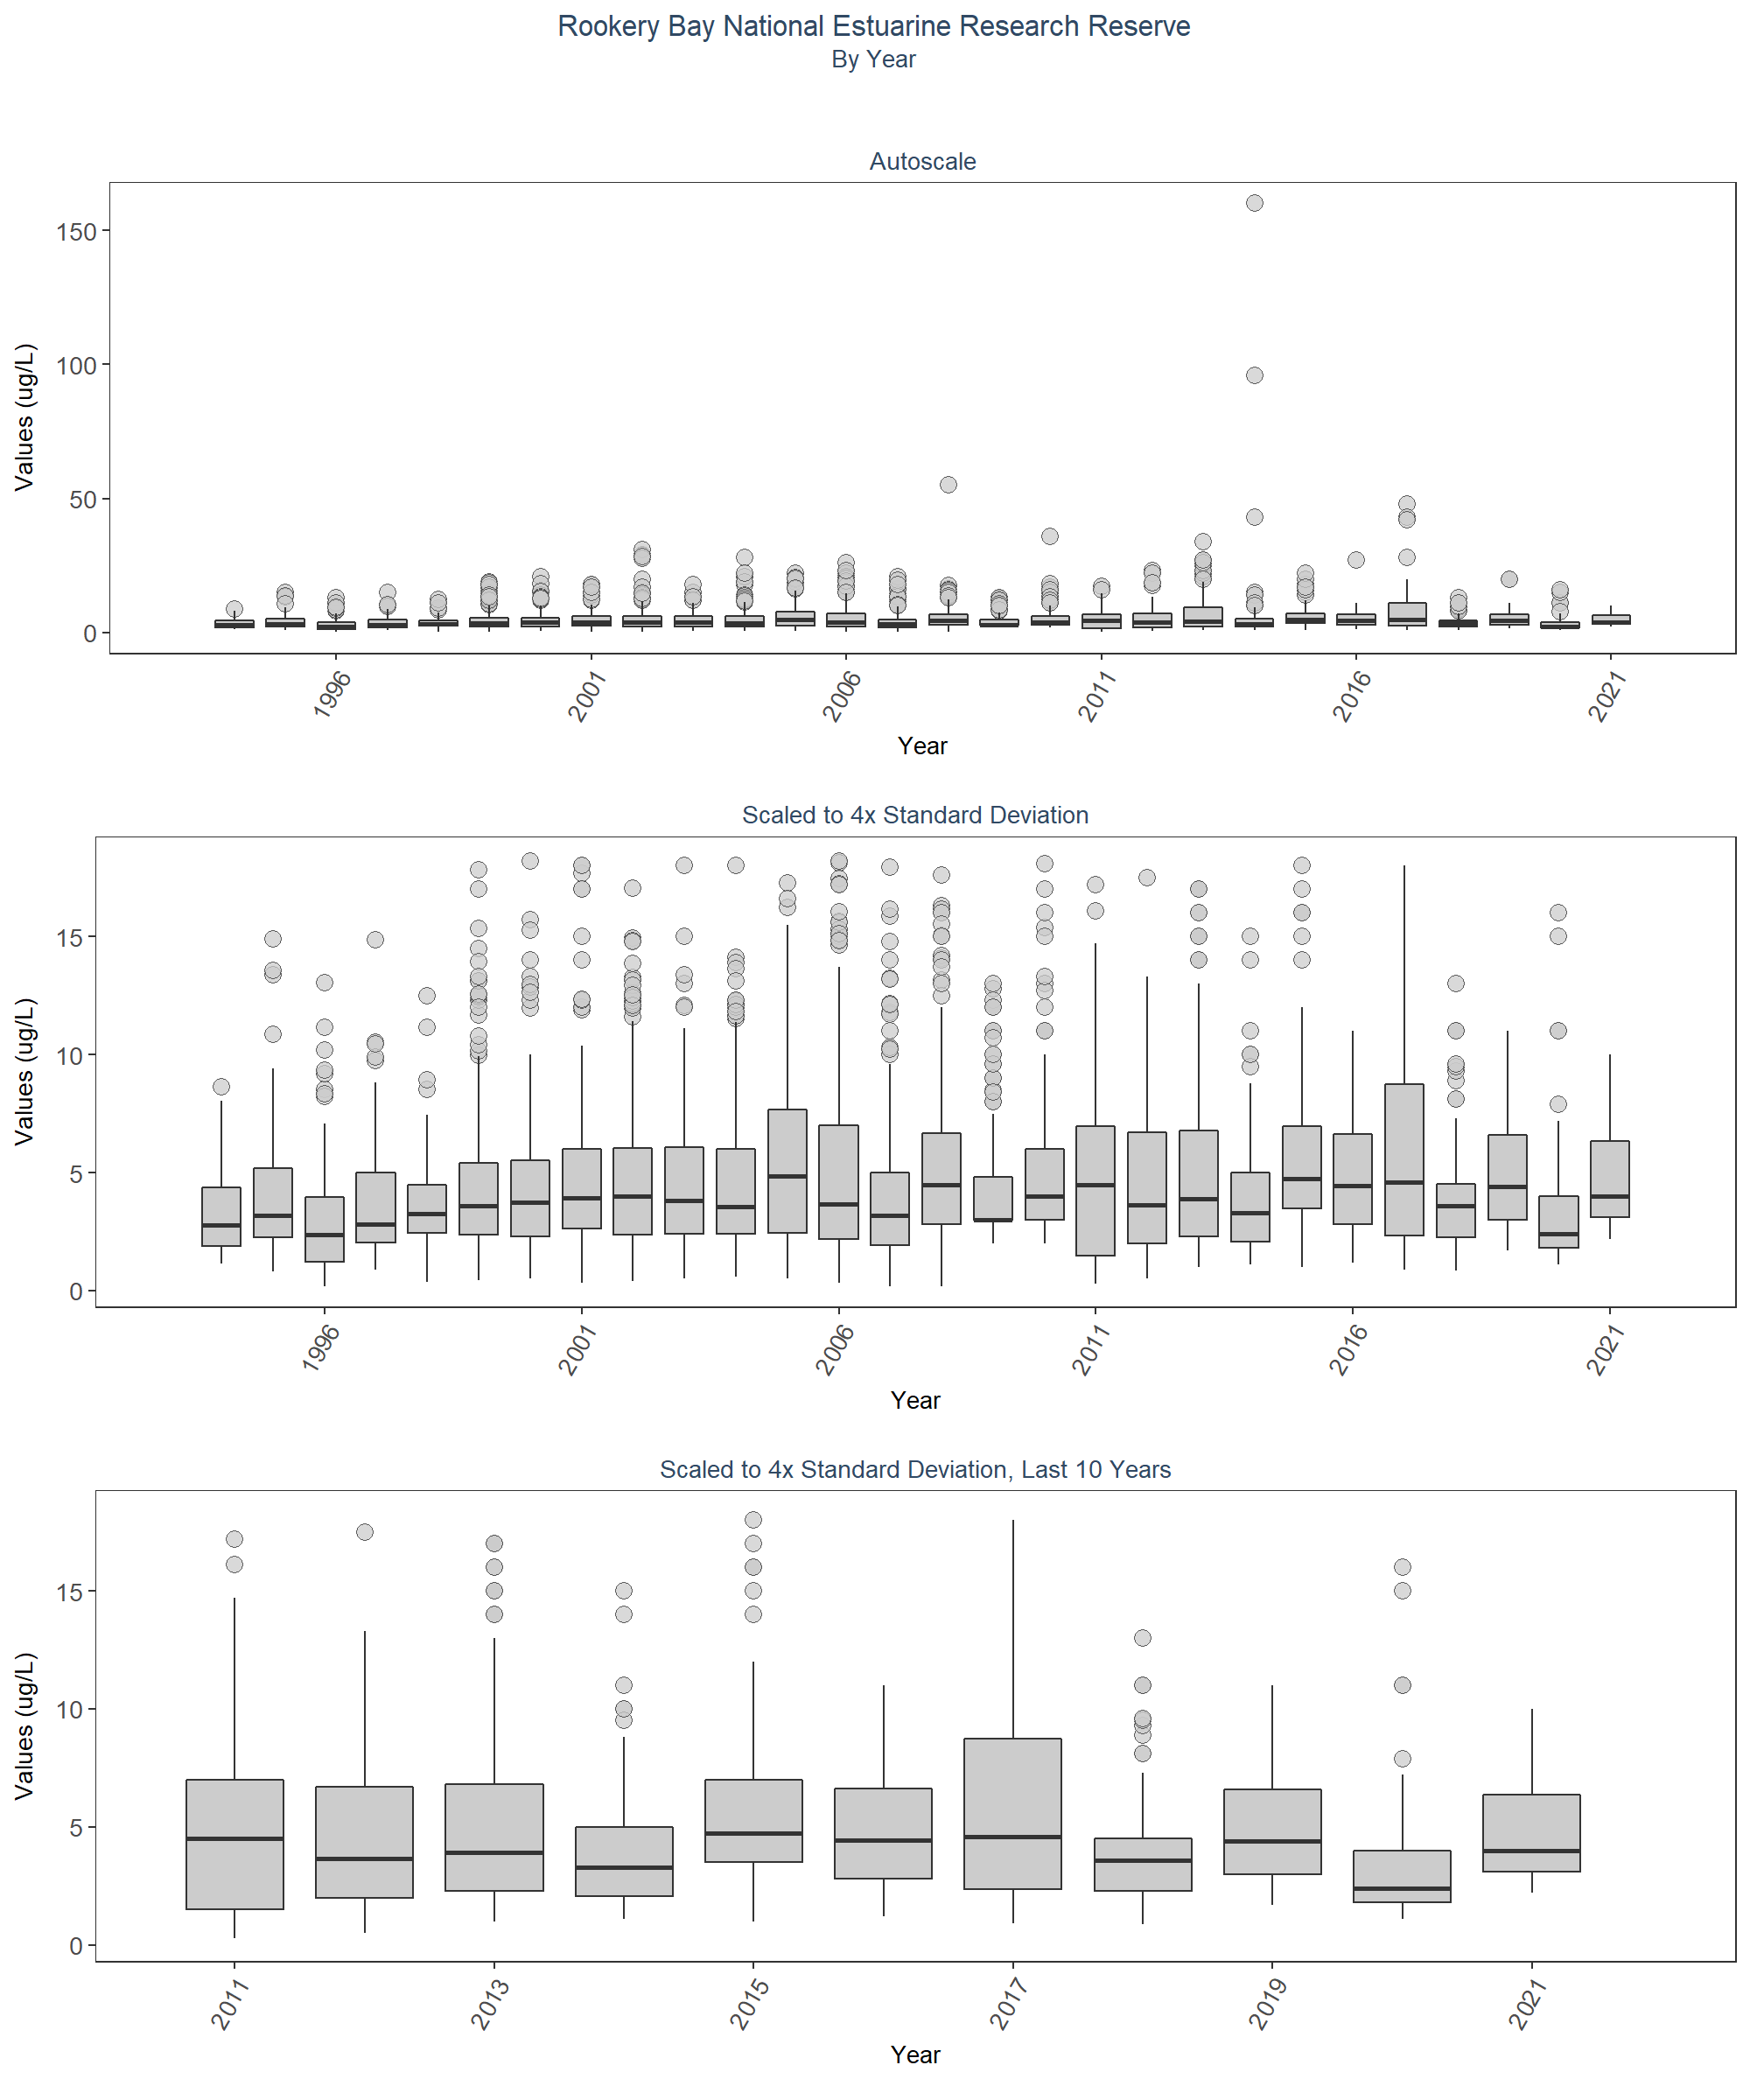 Rookery Bay National Estuarine Research Reserve
By Year
Autoscale
150
100
50
0
Values (ug/L)
1996
2001
2006
2011
2016
2021
Year
Scaled to 4x Standard Deviation
15
10
5
0
Values (ug/L)
1996
2001
2006
2011
2016
2021
Year
Scaled to 4x Standard Deviation, Last 10 Years
15
10
5
0
Values (ug/L)
2011
2013
2015
2017
2019
2021
Year